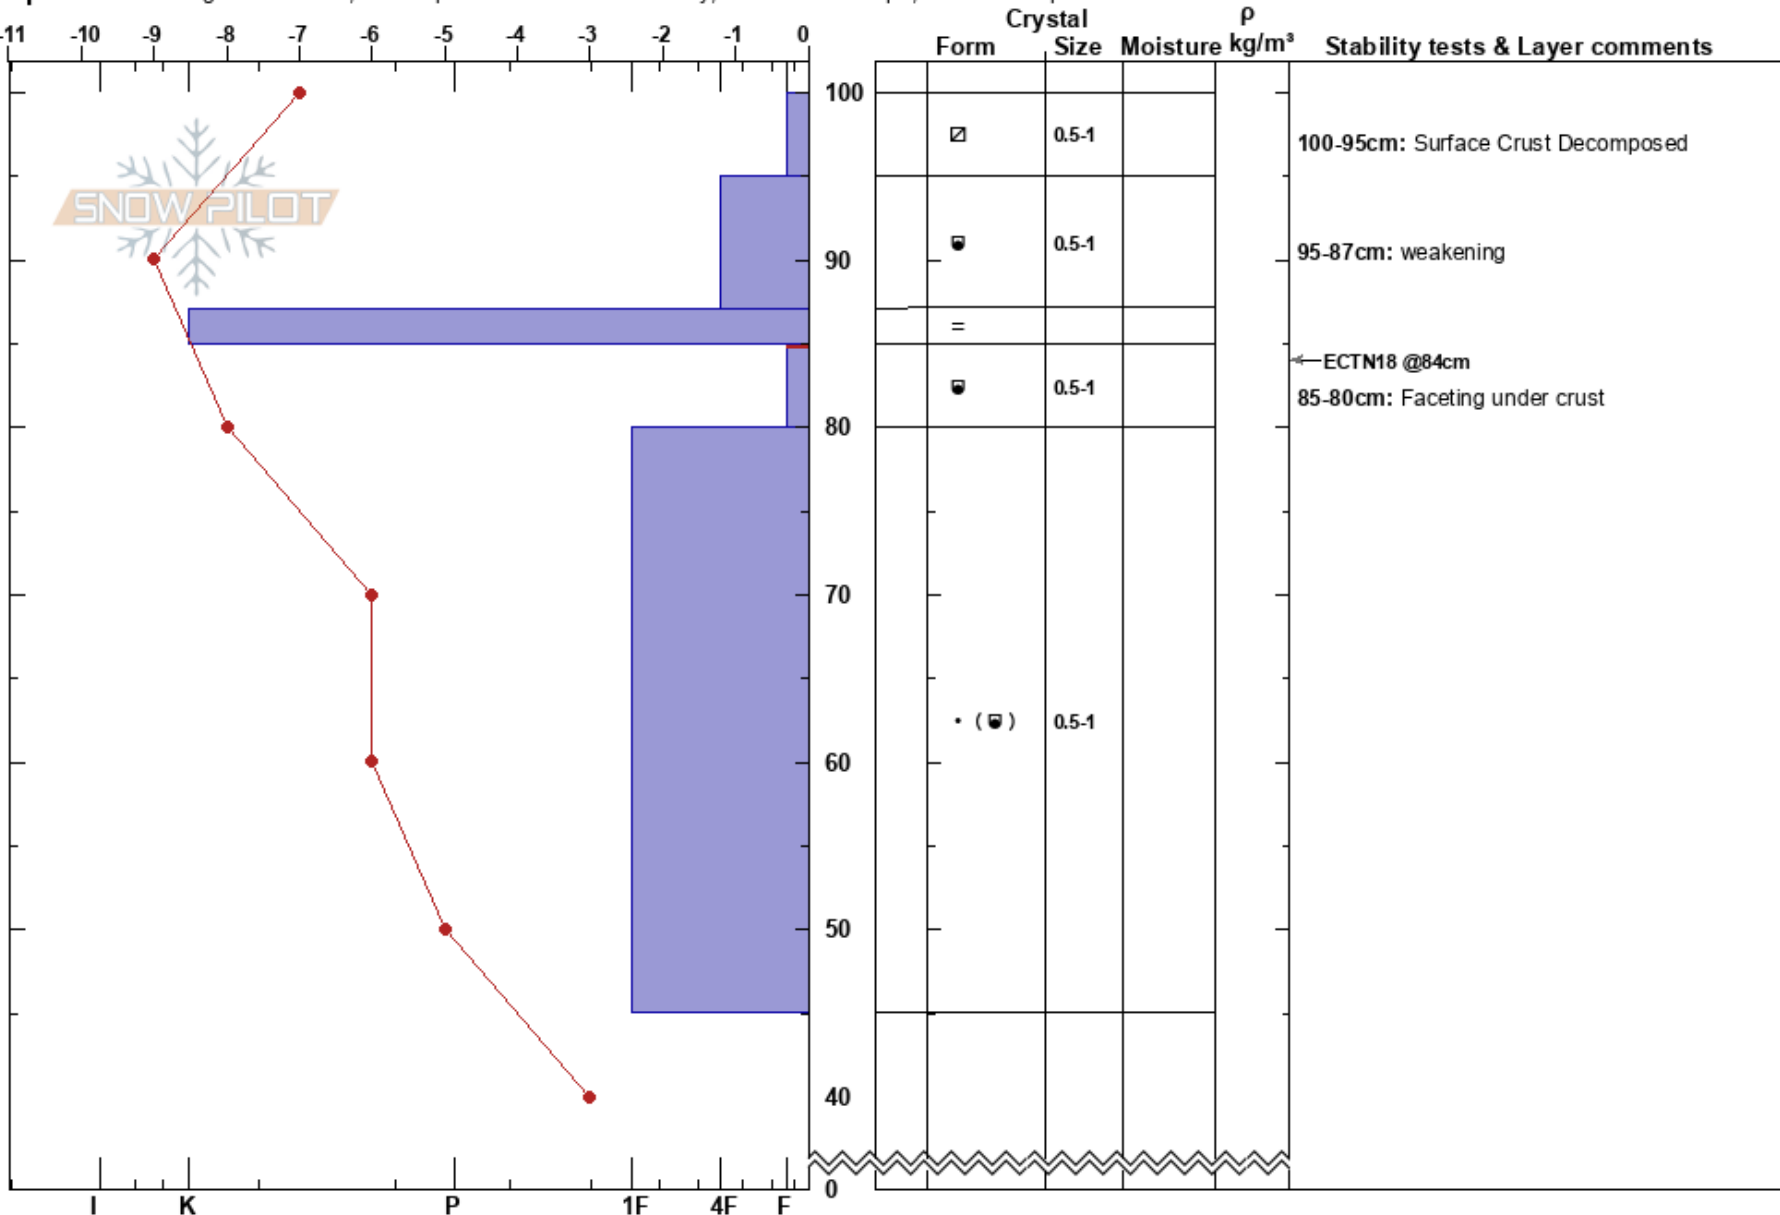 Crystal ρ
-11 -10 -9 -8 -7 -6 -5 -4 -3 -2 -1 0 Form Size Moisture kg/m³ Stability tests & Layer comments
100
0.5-1 100-95cm: Surface Crust Decomposed
SNOW PILOT
0.5-1 95-87cm: weakening
90
=
ECTN18 @84cm
0.5-1 85-80cm: Faceting under crust
80
70
• ( ) 0.5-1
60
50
40
0
I K P 1F 4F F